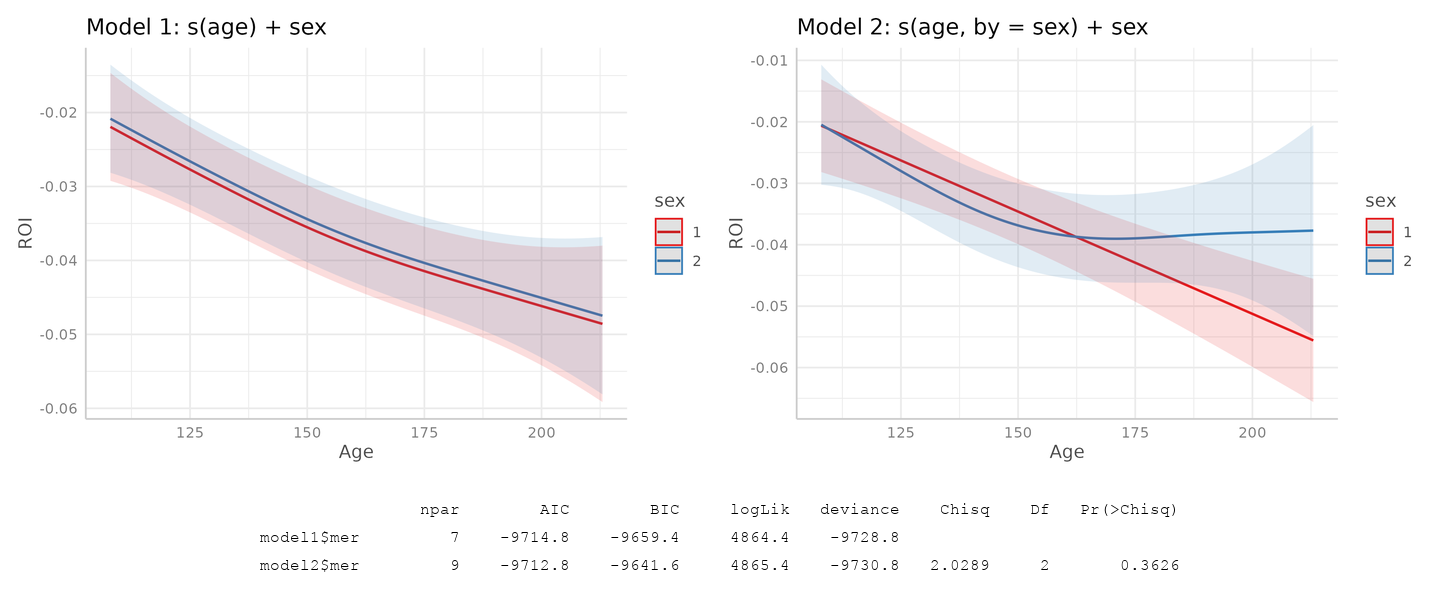 Model 1: s(age) + sex
-0.02
-0.03
-0.04
-0.05
-0.06
ROI
125 150 175 200
Age
sex
1
2
Model 2: s(age, by = sex) + sex
-0.01
-0.02
-0.03
-0.04
-0.05
-0.06
ROI
125 150 175 200
Age
sex
1
2
npar AIC BIC logLik deviance Chisq Df Pr(>Chisq)
model1$mer 7 -9714.8 -9659.4 4864.4 -9728.8
model2$mer 9 -9712.8 -9641.6 4865.4 -9730.8 2.0289 2 0.3626